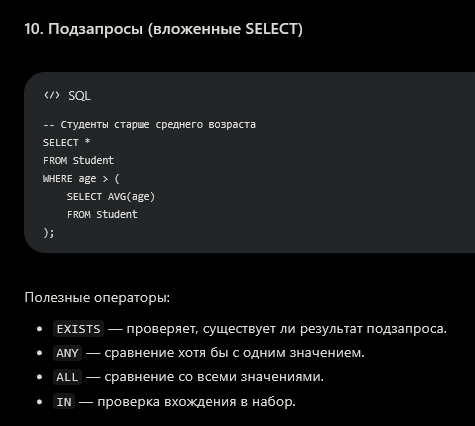 10. Подзапросы (вложенные SELECT)
</> SQL
-- Студенты старше среднего возраста
SELECT *
FROM Student
WHERE age > (
    SELECT AVG(age)
    FROM Student
);
Полезные операторы:
• EXISTS — проверяет, существует ли результат подзапроса.
• ANY — сравнение хотя бы с одним значением.
• ALL — сравнение со всеми значениями.
• IN — проверка вхождения в набор.